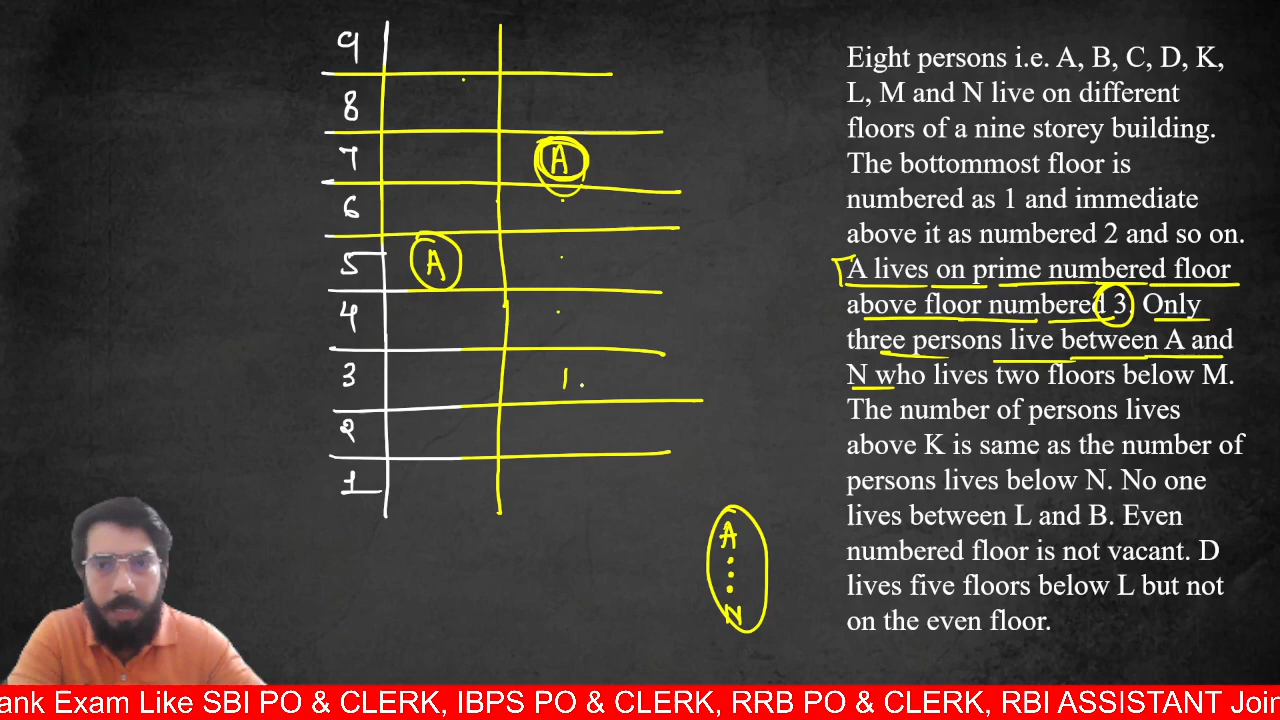 9
8
7 A
6
5 A
4
3 1.
2
1
A
N
Eight persons i.e. A, B, C, D, K,
L, M and N live on different
floors of a nine storey building.
The bottommost floor is
numbered as 1 and immediate
above it as numbered 2 and so on.
A lives on prime numbered floor
above floor numbered 3. Only
three persons live between A and
N who lives two floors below M.
The number of persons lives
above K is same as the number of
persons lives below N. No one
lives between L and B. Even
numbered floor is not vacant. D
lives five floors below L but not
on the even floor.
ank Exam Like SBI PO & CLERK, IBPS PO & CLERK, RRB PO & CLERK, RBI ASSISTANT Join